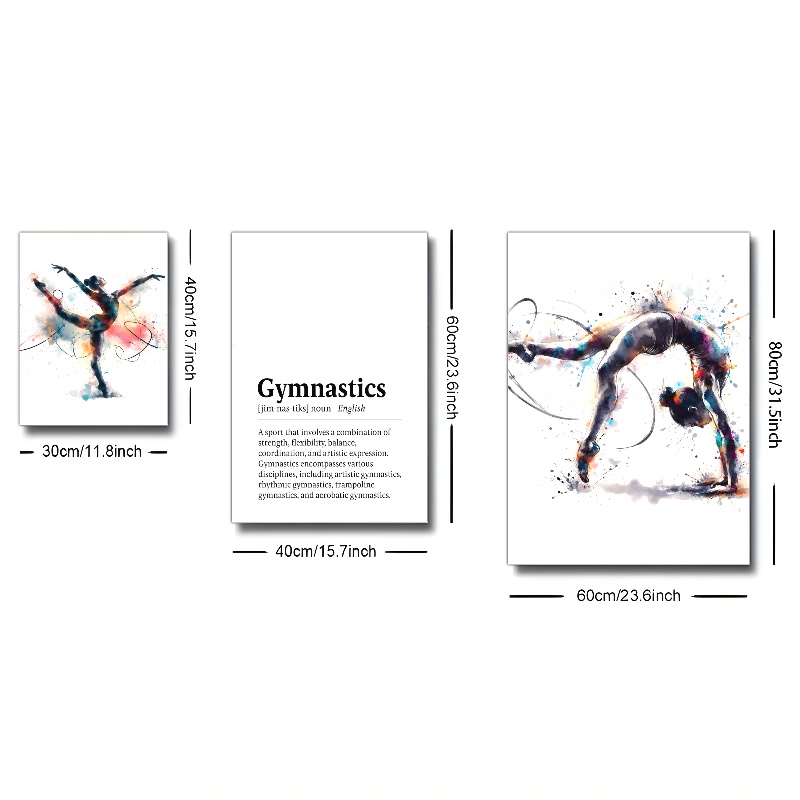 40cm/15.7inch
30cm/11.8inch
Gymnastics
[jim nas tiks] noun English
A sport that involves a combination of
strength, flexibility, balance,
coordination, and artistic expression.
Gymnastics encompasses various
disciplines, including artistic gymnastics,
rhythmic gymnastics, trampoline
gymnastics, and acrobatic gymnastics.
60cm/23.6inch
40cm/15.7inch
80cm/31.5inch
60cm/23.6inch